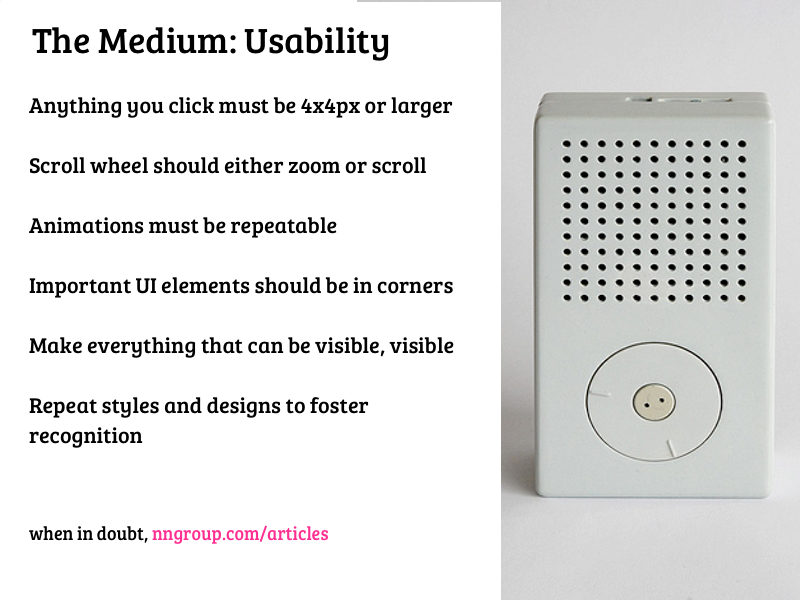 The Medium: Usability
Anything you click must be 4x4px or larger
Scroll wheel should either zoom or scroll
Animations must be repeatable
Important UI elements should be in corners
Make everything that can be visible, visible
Repeat styles and designs to foster
recognition
when in doubt, nngroup.com/articles